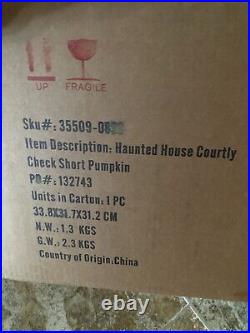 UP
FRAGILE
Sku#: 35509-0
Item Description: Haunted House Courtly
Check Short Pumpkin
PO#: 132743
Units in Carton: 1 PC
33.8X31.7X31.2 CM
N.W.: 1.3 KGS
G.W.: 2.3 KGS
Country of Origin:China